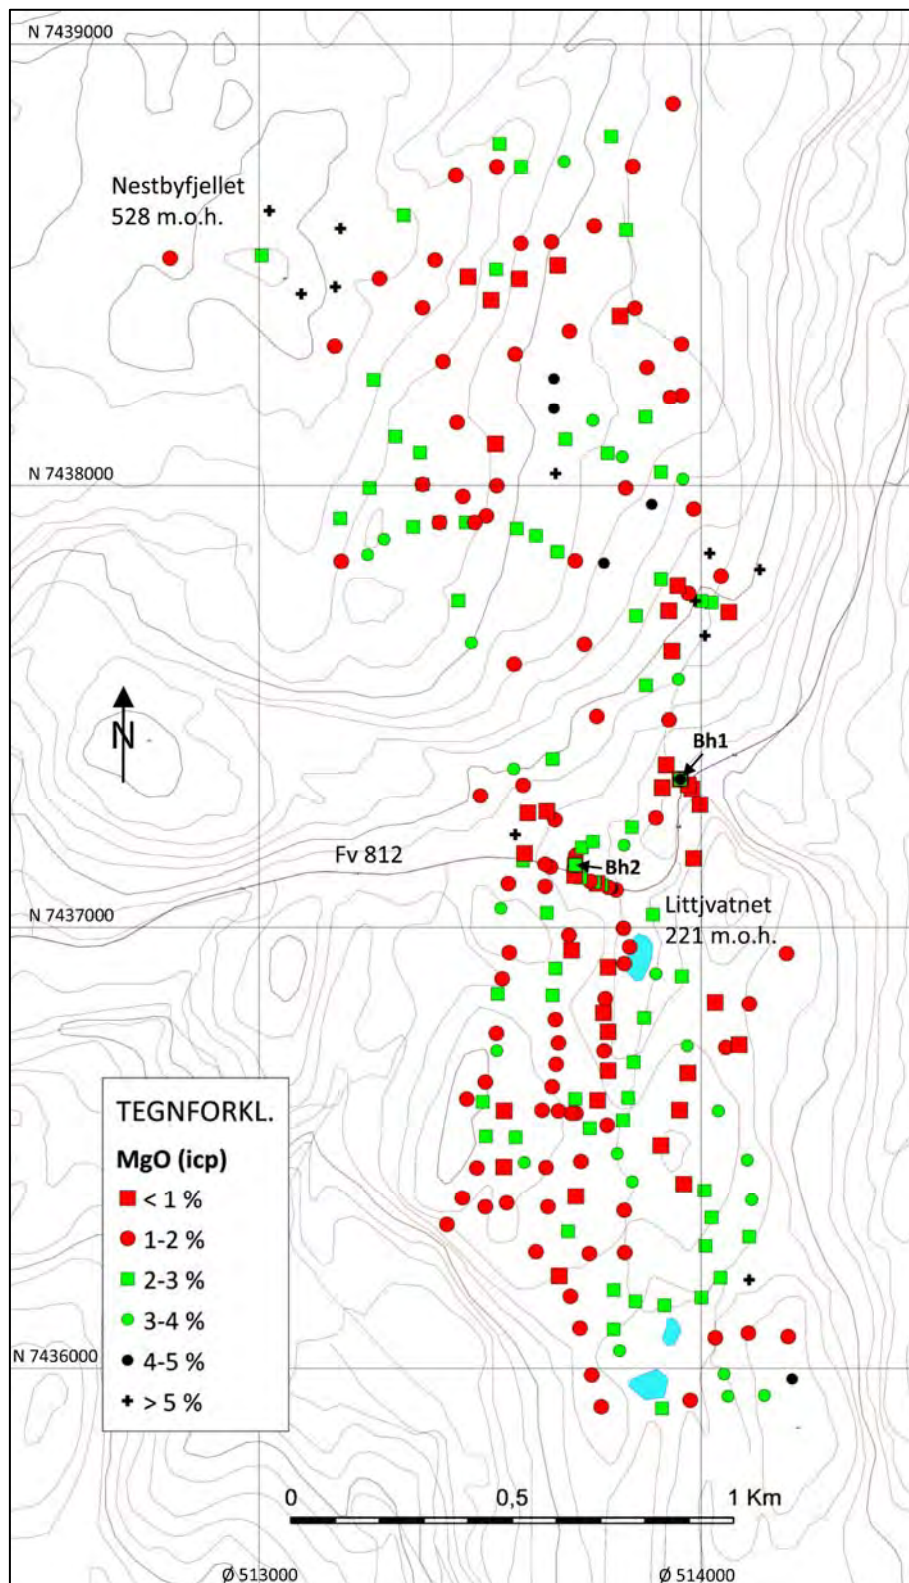 N 7439000
Nestbyfjellet
528 m.o.h.
N 7438000
N
Bh1
Fv 812
Bh2
Littjvatnet
221 m.o.h.
N 7437000
TEGNFORKL.
MgO (icp)
< 1 %
1-2 %
2-3 %
3-4 %
4-5 %
> 5 %
N 7436000
0 0,5 1 Km
Ø 513000 Ø 514000